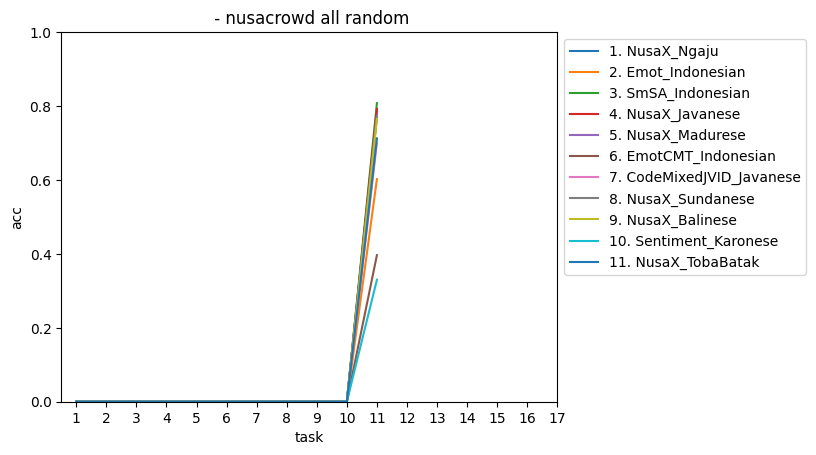 - nusacrowd all random
1.0
0.8
0.6
0.4
0.2
0.0
acc
1 2 3 4 5 6 7 8 9 10 11 12 13 14 15 16 17
task
1. NusaX_Ngaju
2. Emot_Indonesian
3. SmSA_Indonesian
4. NusaX_Javanese
5. NusaX_Madurese
6. EmotCMT_Indonesian
7. CodeMixedJVID_Javanese
8. NusaX_Sundanese
9. NusaX_Balinese
10. Sentiment_Karonese
11. NusaX_TobaBatak